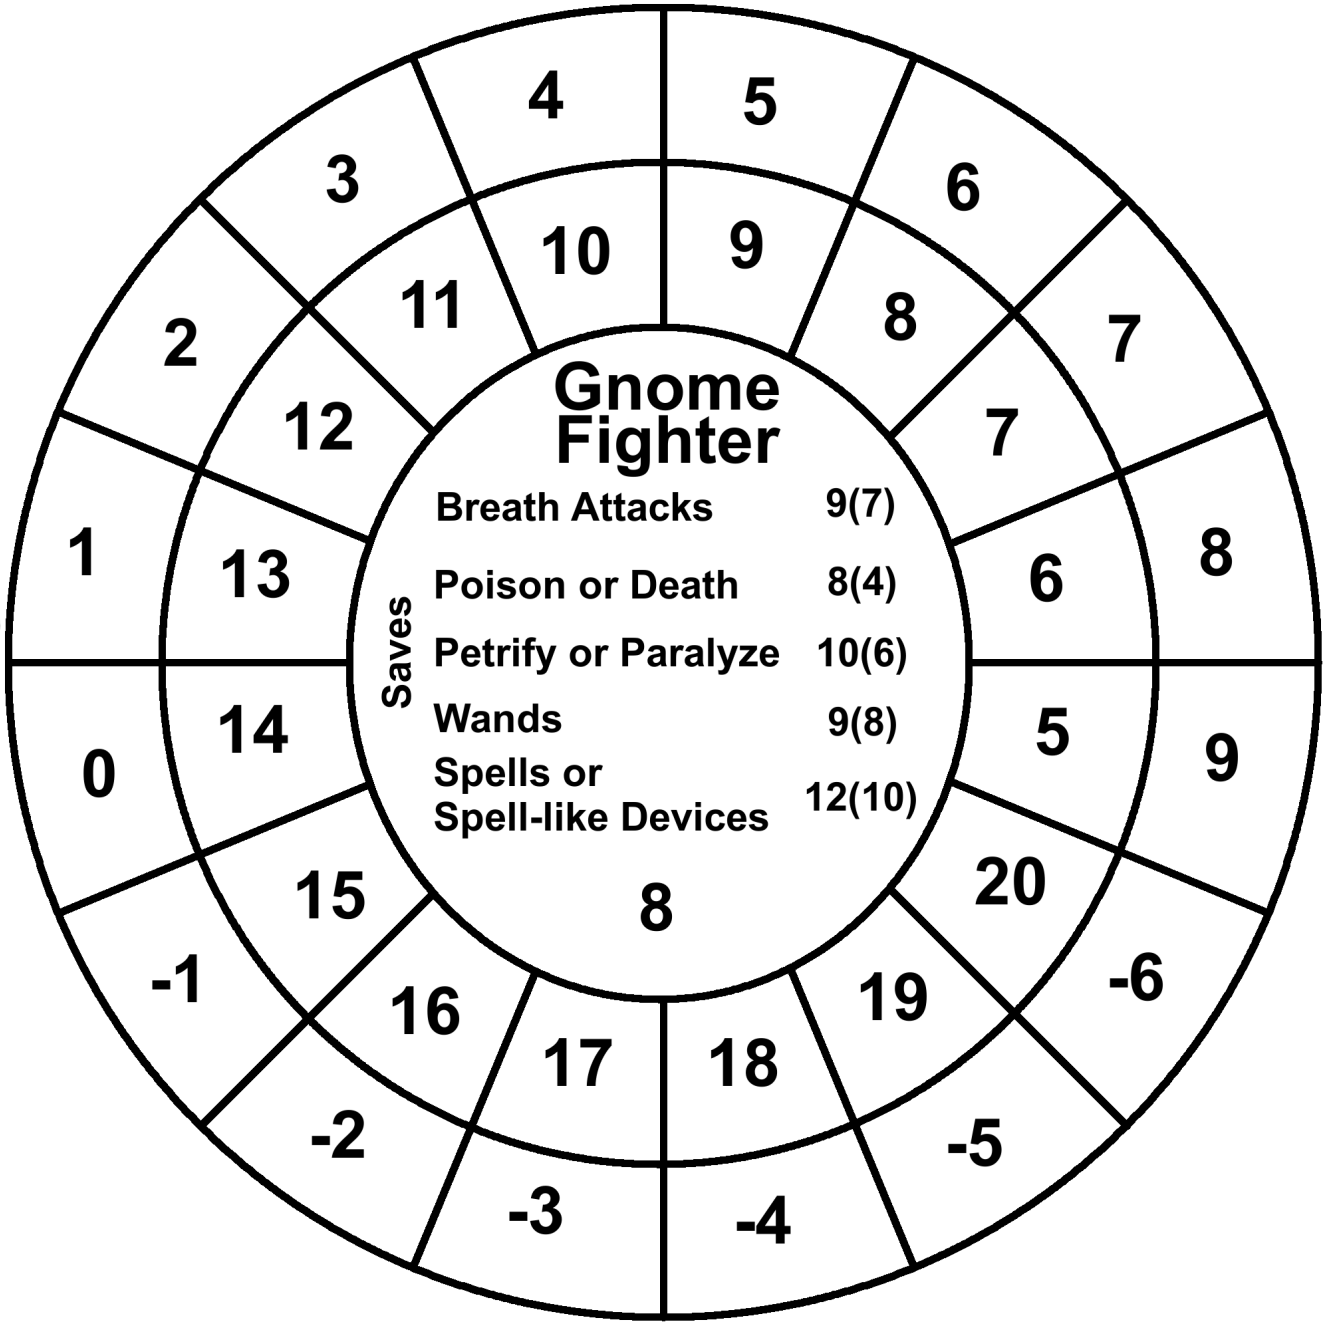 4 5
3 6
2 7
1 8
0 9
-1 -6
-2 -5
-3 -4
10 9
11 8
12 7
13 6
14 5
15 20
16 19
17 18
Gnome
Fighter
Saves
Breath Attacks 9(7)
Poison or Death 8(4)
Petrify or Paralyze 10(6)
Wands 9(8)
Spells or
Spell-like Devices 12(10)
8